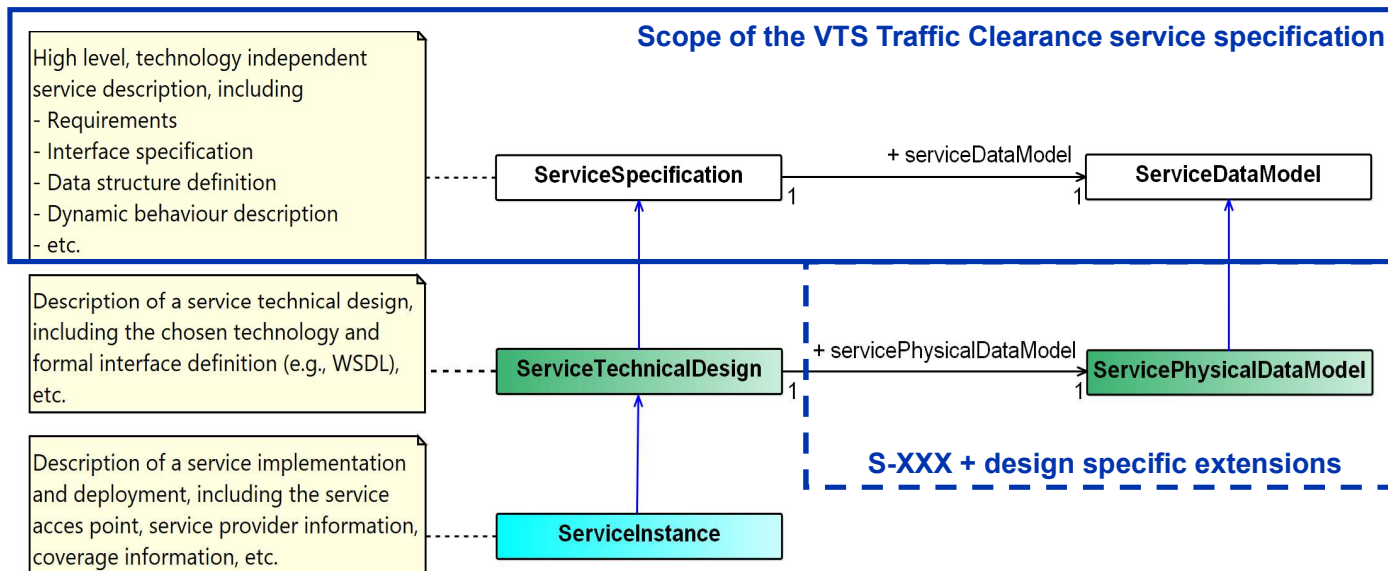 Scope of the VTS Traffic Clearance service specification
High level, technology independent
service description, including
- Requirements
- Interface specification
- Data structure definition
- Dynamic behaviour description
- etc.
ServiceSpecification
+ serviceDataModel
1
1
ServiceDataModel
Description of a service technical design,
including the chosen technology and
formal interface definition (e.g., WSDL),
etc.
ServiceTechnicalDesign
+ servicePhysicalDataModel
1
1
ServicePhysicalDataModel
S-XXX + design specific extensions
Description of a service implementation
and deployment, including the service
acces point, service provider information,
coverage information, etc.
ServiceInstance